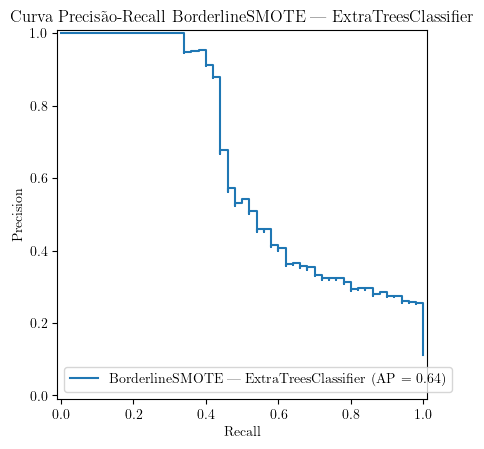 Curva Precisão-Recall BorderlineSMOTE — ExtraTreesClassifier
1.0
0.8
0.6
0.4
0.2
0.0
Precision
BorderlineSMOTE — ExtraTreesClassifier (AP = 0.64)
0.0 0.2 0.4 0.6 0.8 1.0
Recall